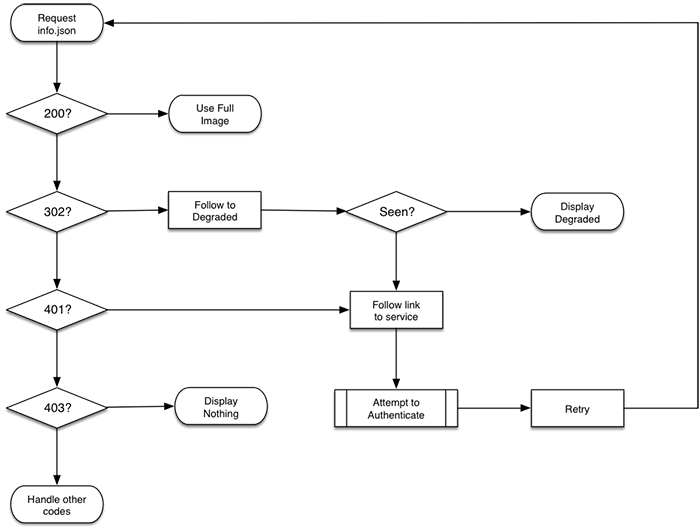 Request
info.json
200?
Use Full
Image
302?
Follow to
Degraded
Seen?
Display
Degraded
401?
Follow link
to service
403?
Display
Nothing
Attempt to
Authenticate
Retry
Handle other
codes